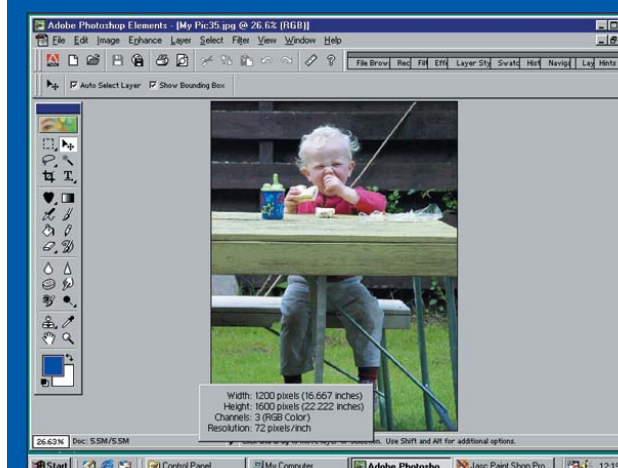 Adobe Photoshop Elements - [My Pic35.jpg @ 26.6% (RGB)]
File Edit Image Enhance Layer Select Filter View Window Help
File Brow Rec Filt Effe Layer Sty Swatc Hist Naviga Lay Hints
Auto Select Layer Show Bounding Box
T
Width: 1200 pixels (16.667 inches)
Height: 1600 pixels (22.222 inches)
Channels: 3 (RGB Color)
Resolution: 72 pixels/inch
26.63% Doc: 5.5M/5.5M Use Shift and Alt for additional options.
Start Control Panel My Computer Adobe Photosho Jasc Paint Shop Pro